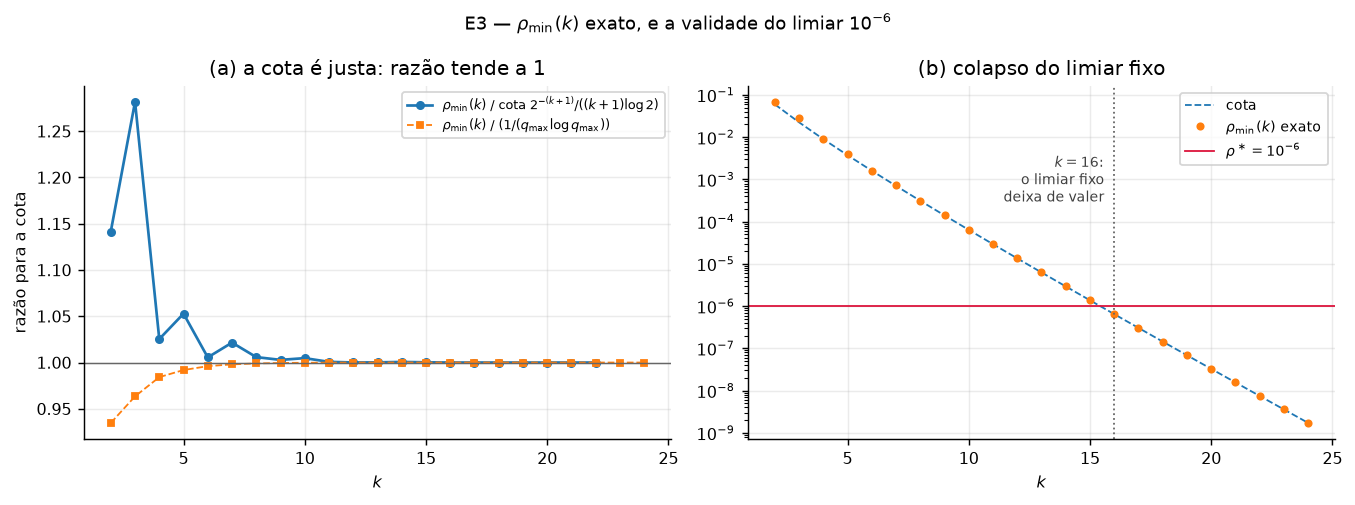 E3 — ρ_min(k) exato, e a validade do limiar 10⁻⁶
(a) a cota é justa: razão tende a 1
ρ_min(k) / cota 2^−(k+1)/((k+1)log2)
ρ_min(k) / (1/(q_max log q_max))
razão para a cota
1.25
1.20
1.15
1.10
1.05
1.00
0.95
5
10
15
20
25
k
(b) colapso do limiar fixo
cota
ρ_min(k) exato
ρ* = 10⁻⁶
k = 16:
o limiar fixo
deixa de valer
10⁻¹
10⁻²
10⁻³
10⁻⁴
10⁻⁵
10⁻⁶
10⁻⁷
10⁻⁸
10⁻⁹
5
10
15
20
25
k